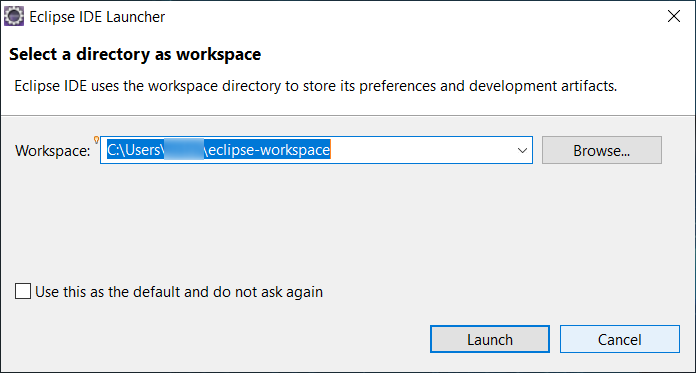 Eclipse IDE Launcher
Select a directory as workspace
Eclipse IDE uses the workspace directory to store its preferences and development artifacts.
Workspace: C:\Users\ \eclipse-workspace Browse...
Use this as the default and do not ask again
Launch Cancel